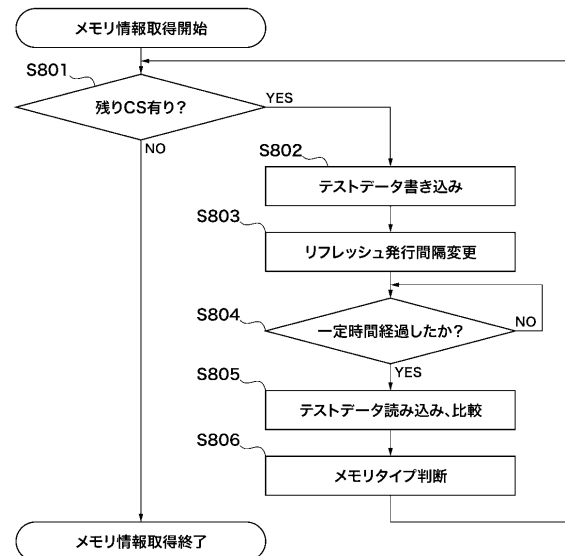 メモリ情報取得開始
S801
残りCS有り?
YES
NO
S802
テストデータ書き込み
S803
リフレッシュ発行間隔変更
S804
一定時間経過したか?
NO
YES
S805
テストデータ読み込み、比較
S806
メモリタイプ判断
メモリ情報取得終了